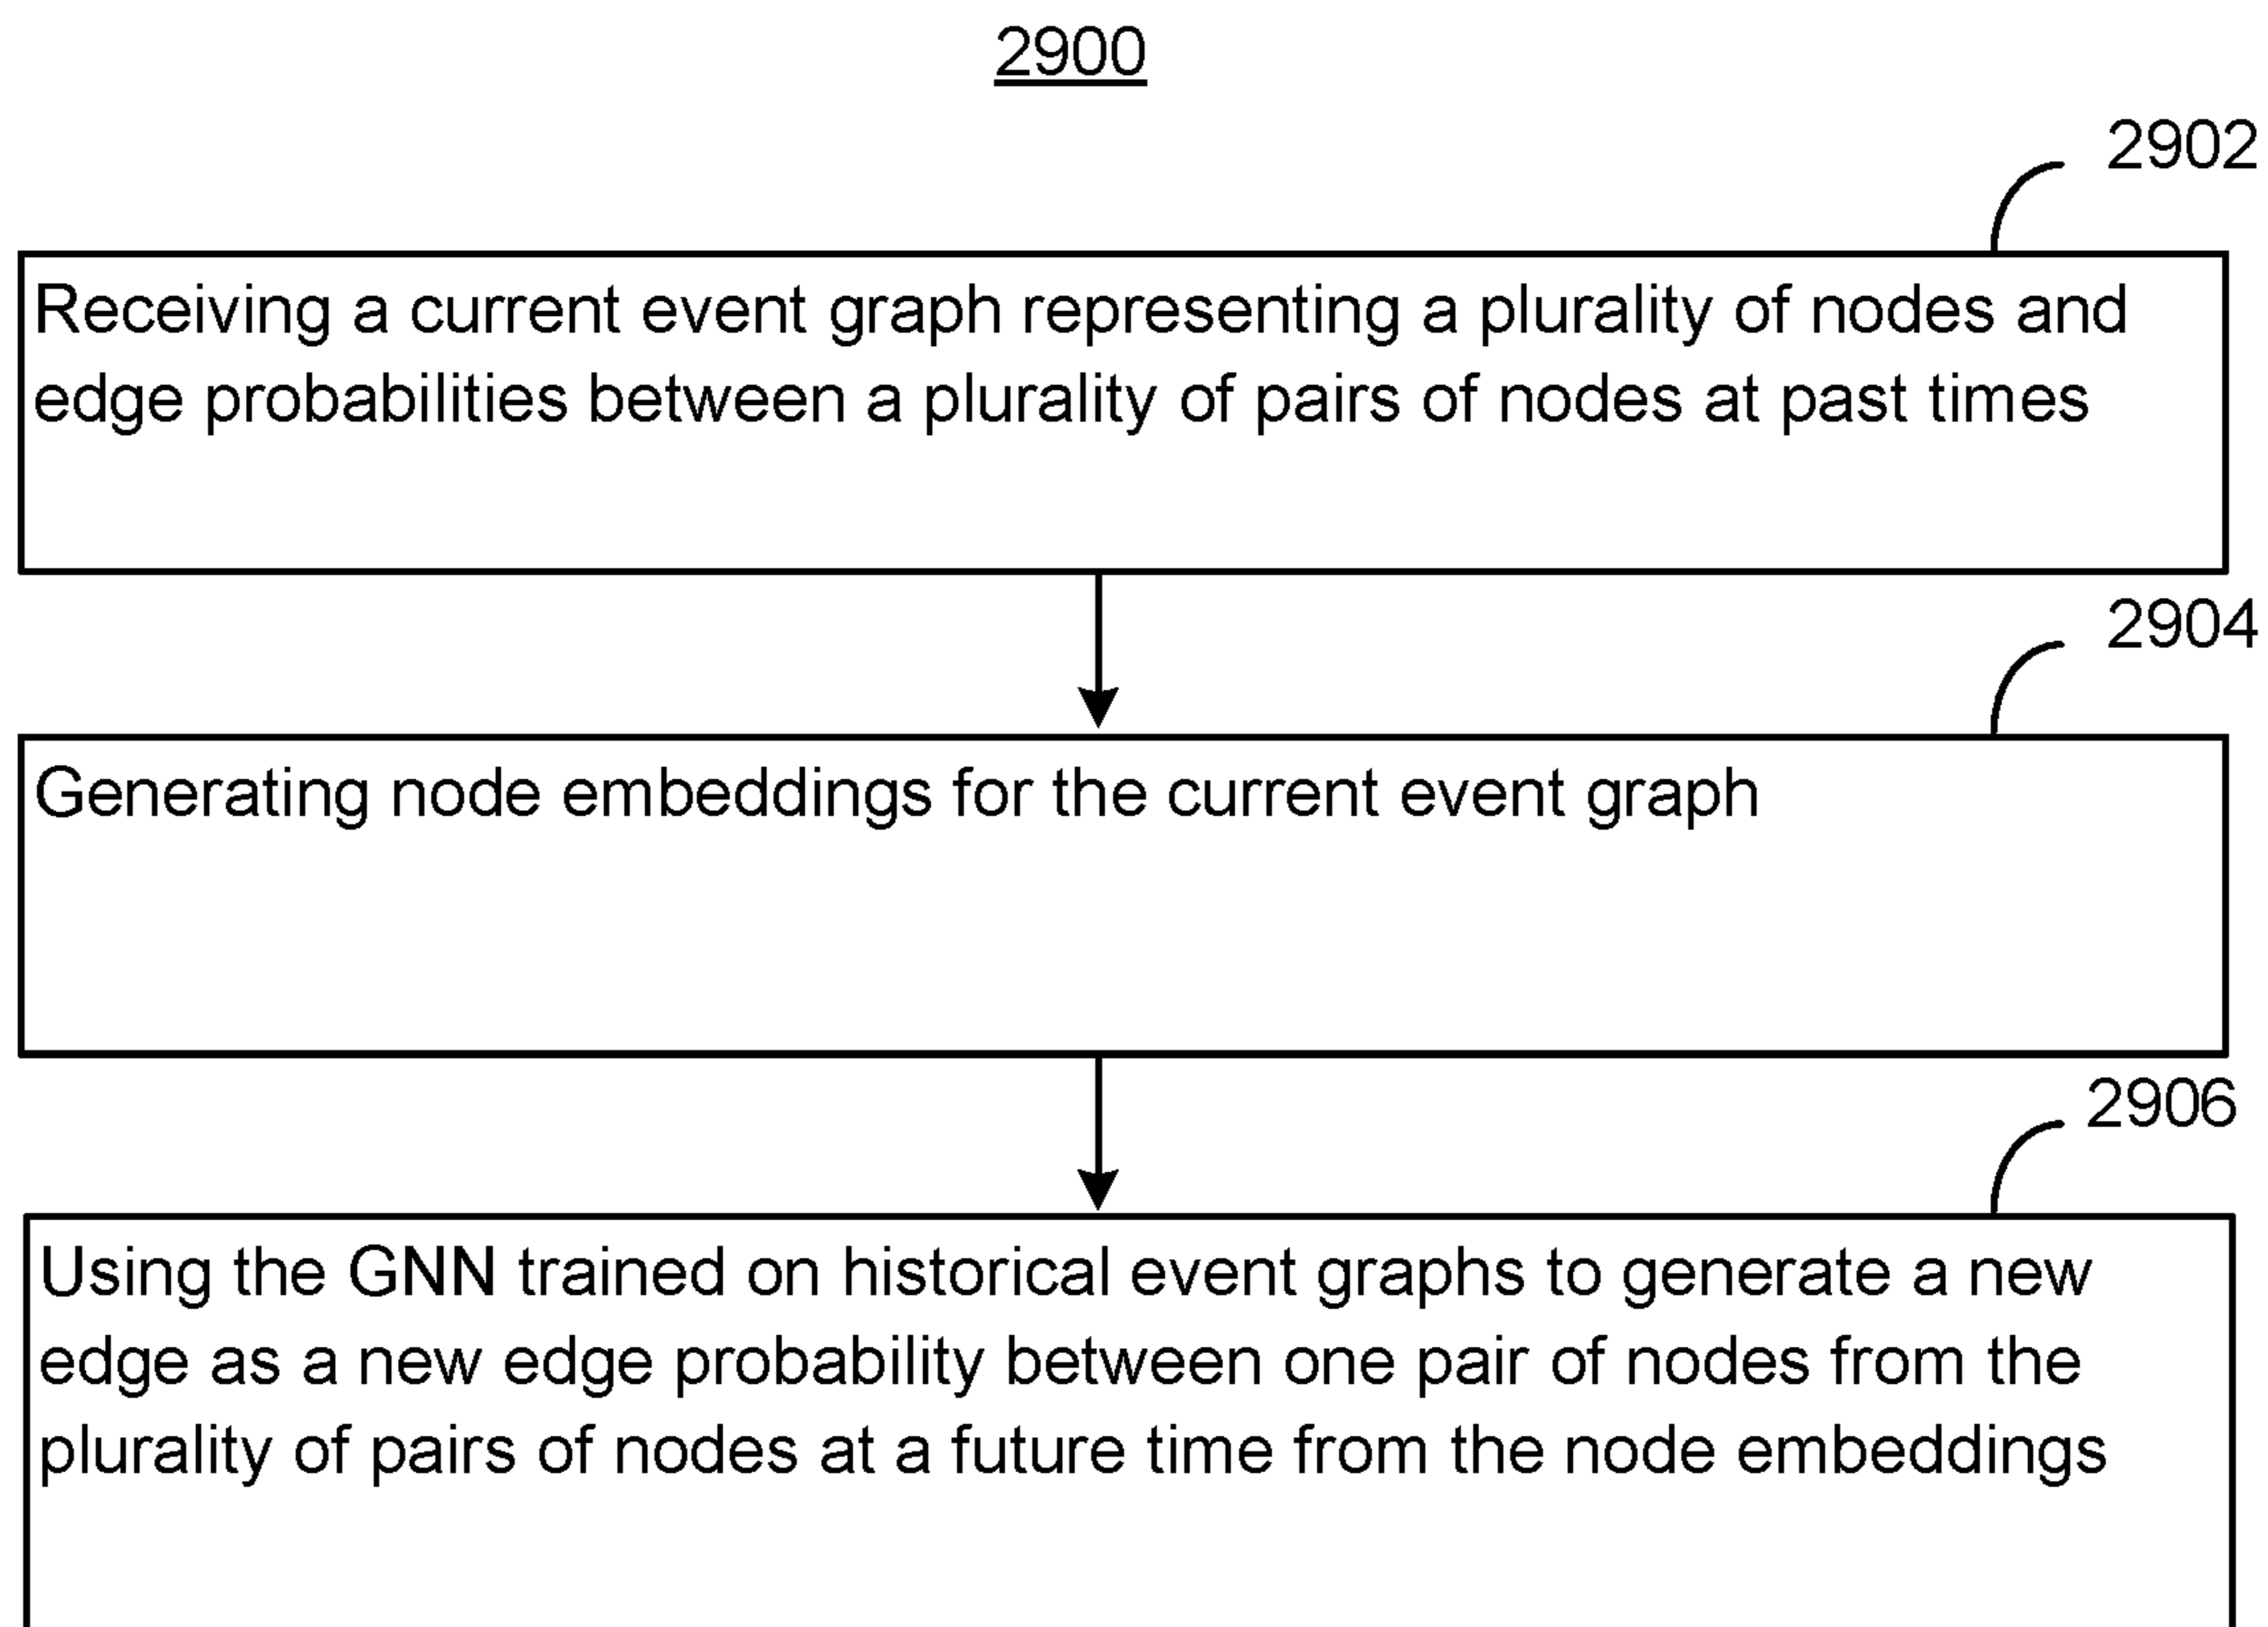 2900
2902
Receiving a current event graph representing a plurality of nodes and
edge probabilities between a plurality of pairs of nodes at past times
2904
Generating node embeddings for the current event graph
2906
Using the GNN trained on historical event graphs to generate a new
edge as a new edge probability between one pair of nodes from the
plurality of pairs of nodes at a future time from the node embeddings